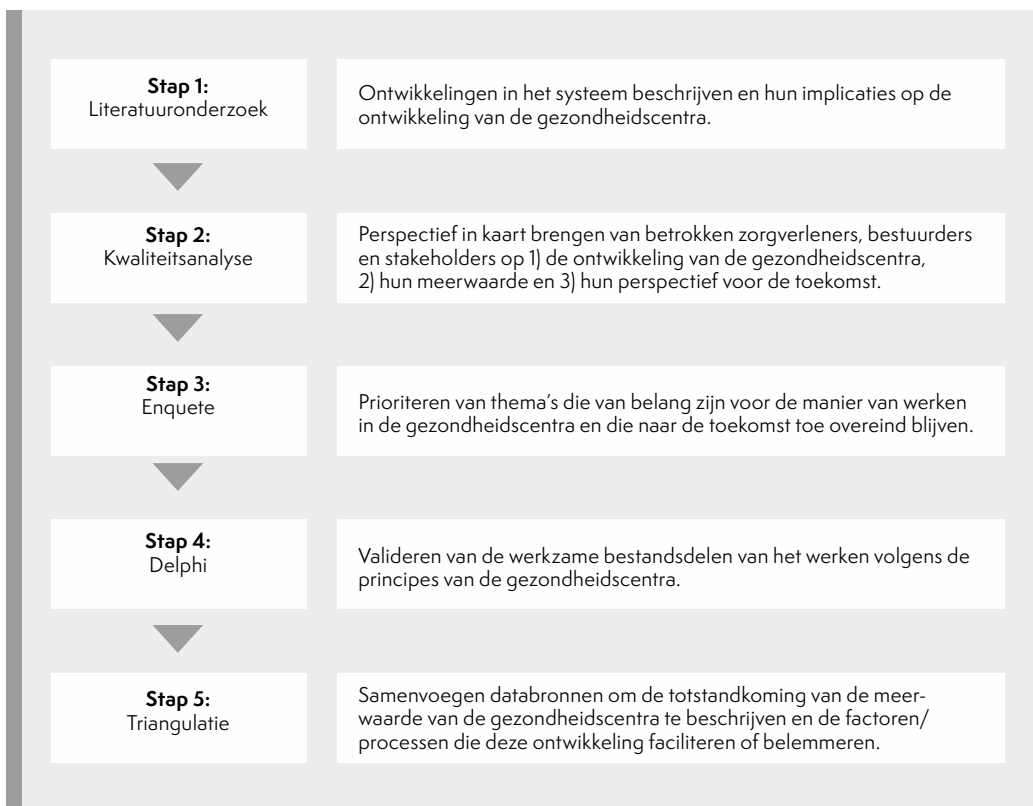 Stap 1:
Literatuuronderzoek
Ontwikkelingen in het systeem beschrijven en hun implicaties op de
ontwikkeling van de gezondheidscentra.
Stap 2:
Kwaliteitsanalyse
Perspectief in kaart brengen van betrokken zorgverleners, bestuurders
en stakeholders op 1) de ontwikkeling van de gezondheidscentra,
2) hun meerwaarde en 3) hun perspectief voor de toekomst.
Stap 3:
Enquete
Prioriteren van thema's die van belang zijn voor de manier van werken
in de gezondheidscentra en die naar de toekomst toe overeind blijven.
Stap 4:
Delphi
Valideren van de werkzame bestandsdelen van het werken volgens de
principes van de gezondheidscentra.
Stap 5:
Triangulatie
Samenvoegen databronnen om de totstandkoming van de meer-
waarde van de gezondheidscentra te beschrijven en de factoren/
processen die deze ontwikkeling faciliteren of belemmeren.